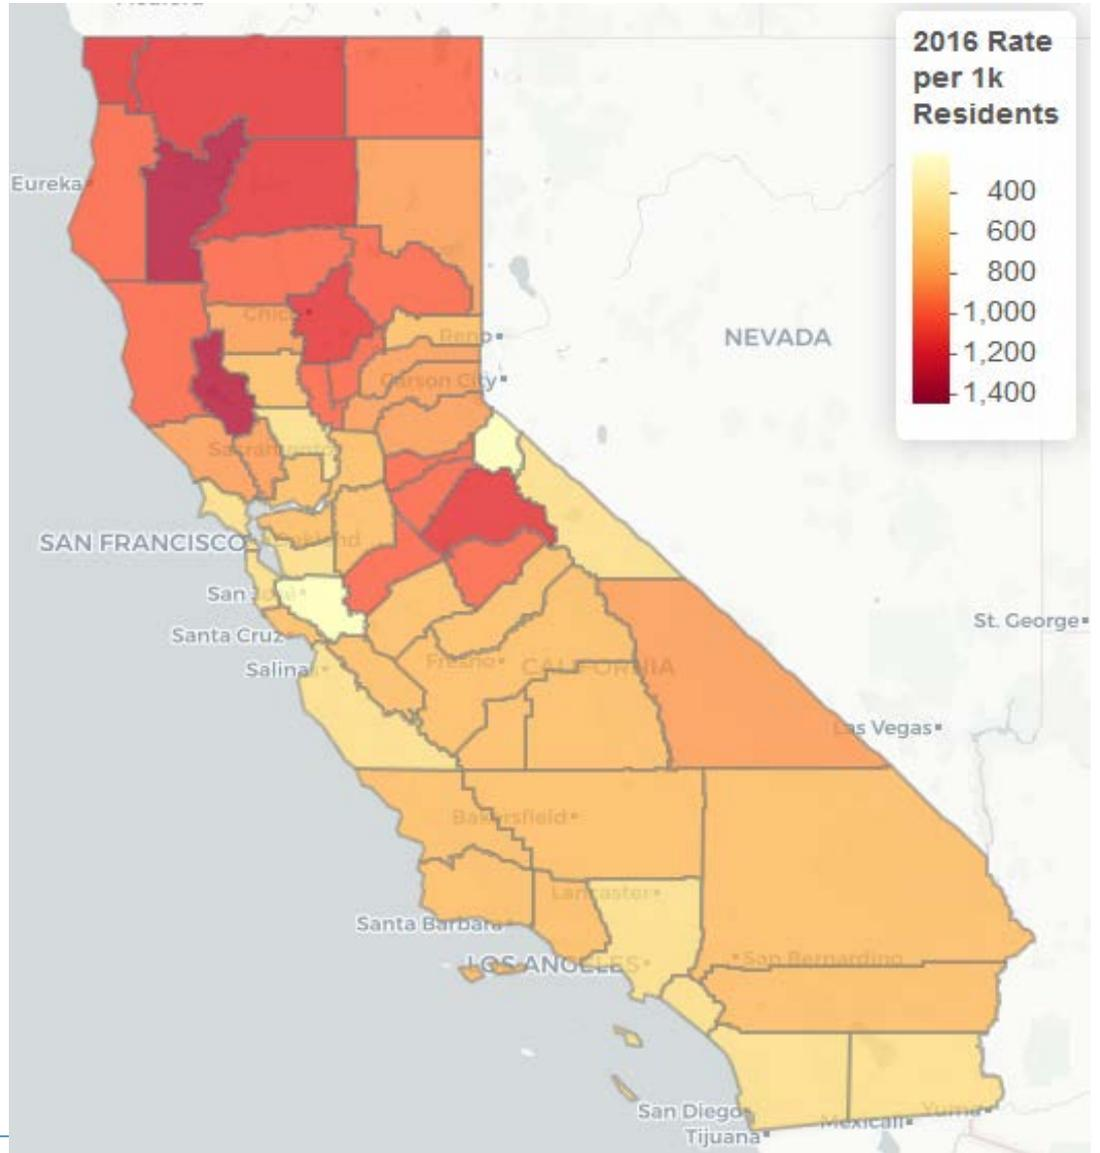 2016 Rate
per 1k
Residents
400
600
800
1,000
1,200
1,400
Eureka
Chico
Reno
NEVADA
Carson City
Sacramento
SAN FRANCISCO
Oakland
San José
St. George
Santa Cruz
Salinas
Fresno
CALIFORNIA
Las Vegas
Bakersfield
Lancaster
Santa Barbara
LOS ANGELES
San Bernardino
San Diego
Mexicali
Yuma
Tijuana